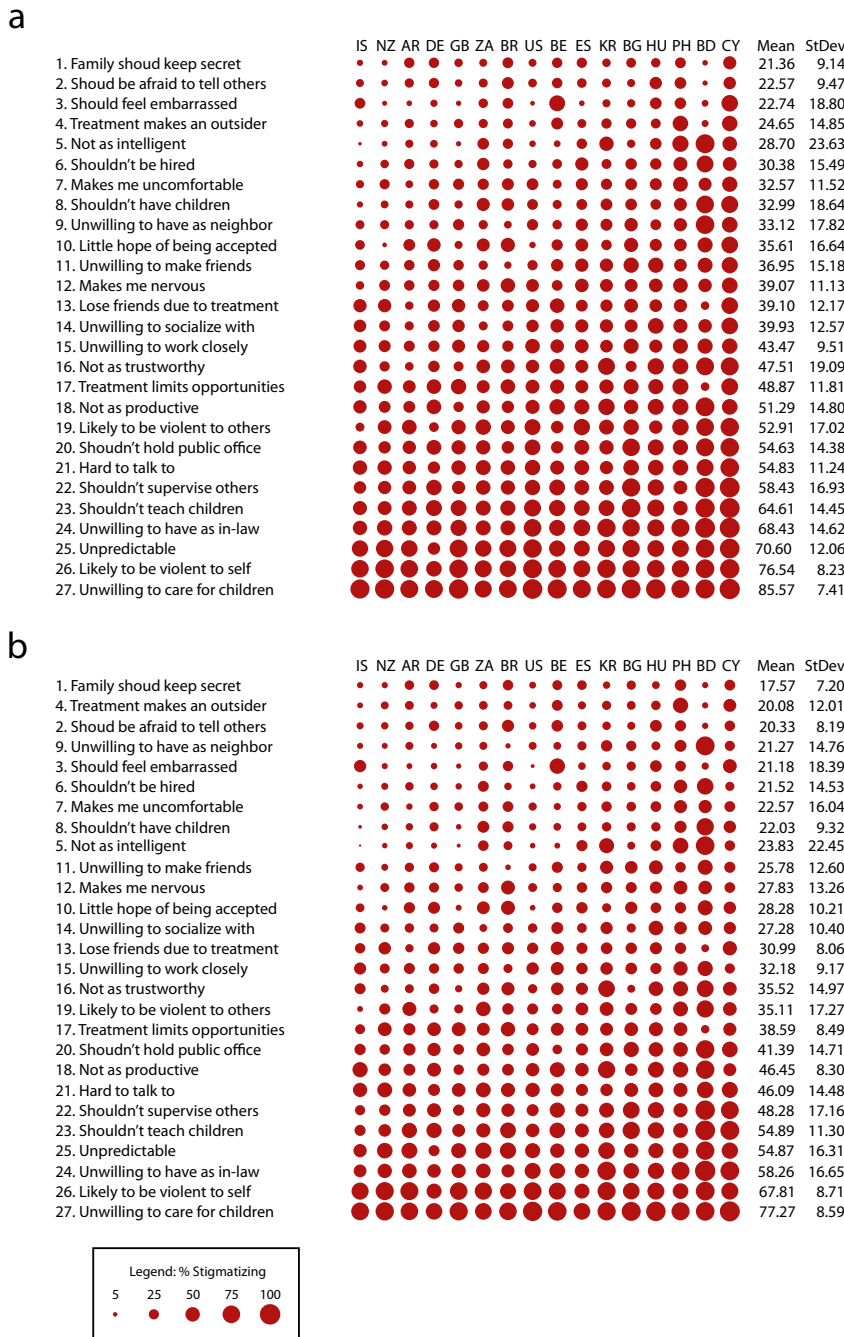 a
IS NZ AR DE GB ZA BR US BE ES KR BG HU PH BD CY Mean StDev
1. Family shoud keep secret 21.36 9.14
2. Shoud be afraid to tell others 22.57 9.47
3. Should feel embarrassed 22.74 18.80
4. Treatment makes an outsider 24.65 14.85
5. Not as intelligent 28.70 23.63
6. Shouldn't be hired 30.38 15.49
7. Makes me uncomfortable 32.57 11.52
8. Shouldn't have children 32.99 18.64
9. Unwilling to have as neighbor 33.12 17.82
10. Little hope of being accepted 35.61 16.64
11. Unwilling to make friends 36.95 15.18
12. Makes me nervous 39.07 11.13
13. Lose friends due to treatment 39.10 12.17
14. Unwilling to socialize with 39.93 12.57
15. Unwilling to work closely 43.47 9.51
16. Not as trustworthy 47.51 19.09
17. Treatment limits opportunities 48.87 11.81
18. Not as productive 51.29 14.80
19. Likely to be violent to others 52.91 17.02
20. Shoudn't hold public office 54.63 14.38
21. Hard to talk to 54.83 11.24
22. Shouldn't supervise others 58.43 16.93
23. Shouldn't teach children 64.61 14.45
24. Unwilling to have as in-law 68.43 14.62
25. Unpredictable 70.60 12.06
26. Likely to be violent to self 76.54 8.23
27. Unwilling to care for children 85.57 7.41
b
IS NZ AR DE GB ZA BR US BE ES KR BG HU PH BD CY Mean StDev
1. Family shoud keep secret 17.57 7.20
4. Treatment makes an outsider 20.08 12.01
2. Shoud be afraid to tell others 20.33 8.19
9. Unwilling to have as neighbor 21.27 14.76
3. Should feel embarrassed 21.18 18.39
6. Shouldn't be hired 21.52 14.53
7. Makes me uncomfortable 22.57 16.04
8. Shouldn't have children 22.03 9.32
5. Not as intelligent 23.83 22.45
11. Unwilling to make friends 25.78 12.60
12. Makes me nervous 27.83 13.26
10. Little hope of being accepted 28.28 10.21
14. Unwilling to socialize with 27.28 10.40
13. Lose friends due to treatment 30.99 8.06
15. Unwilling to work closely 32.18 9.17
16. Not as trustworthy 35.52 14.97
19. Likely to be violent to others 35.11 17.27
17. Treatment limits opportunities 38.59 8.49
20. Shoudn't hold public office 41.39 14.71
18. Not as productive 46.45 8.30
21. Hard to talk to 46.09 14.48
22. Shouldn't supervise others 48.28 17.16
23. Shouldn't teach children 54.89 11.30
25. Unpredictable 54.87 16.31
24. Unwilling to have as in-law 58.26 16.65
26. Likely to be violent to self 67.81 8.71
27. Unwilling to care for children 77.27 8.59
Legend: % Stigmatizing
5 25 50 75 100